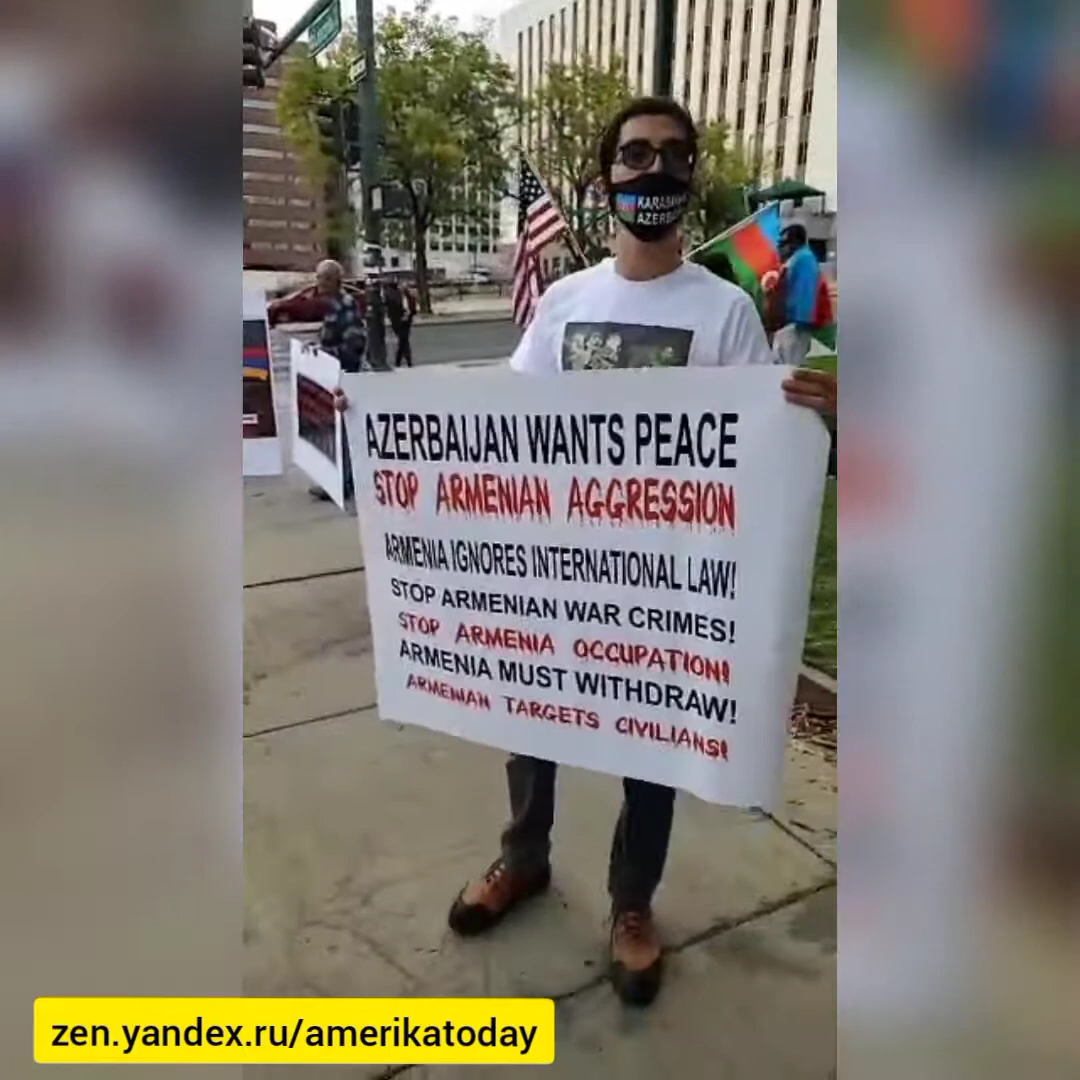 KARABAKH
AZERBAIJAN WANTS PEACE
STOP ARMENIAN AGGRESSION
ARMENIA IGNORES INTERNATIONAL LAW!
STOP ARMENIAN WAR CRIMES!
STOP ARMENIA OCCUPATION!
ARMENIA MUST WITHDRAW!
ARMENIAN TARGETS CIVILIANS!
zen.yandex.ru/amerikatoday